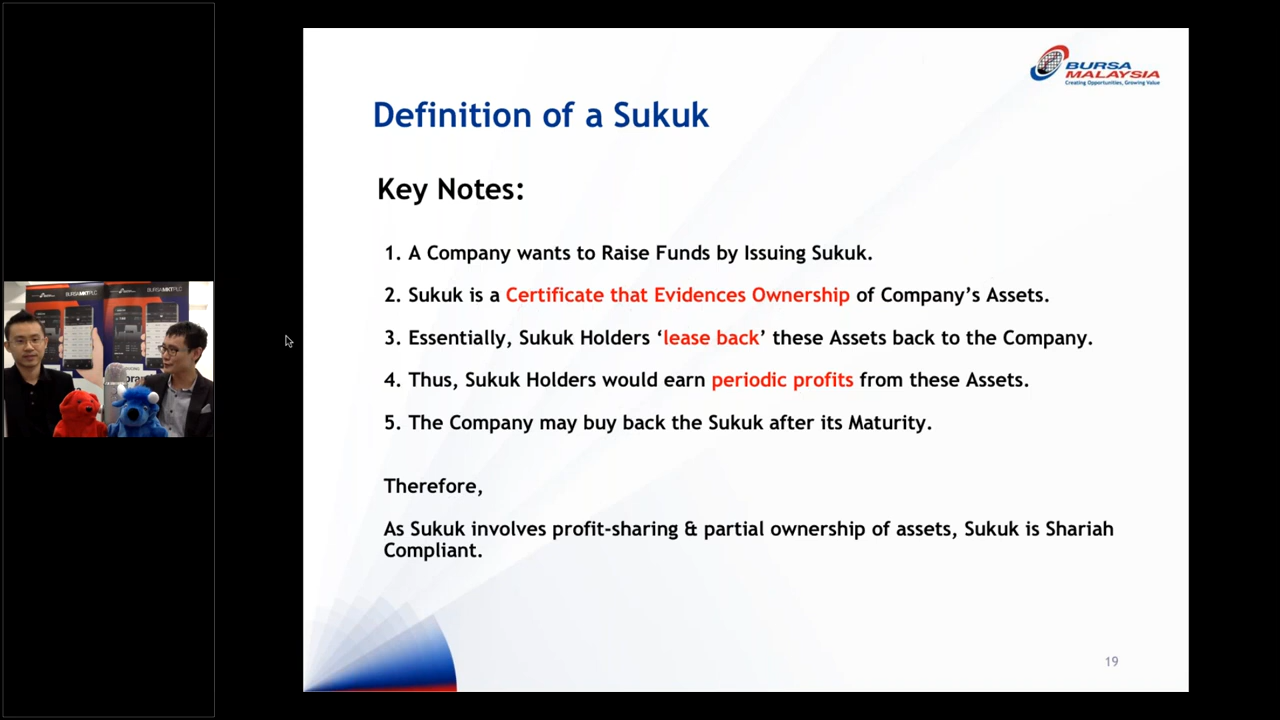 BURSA
MALAYSIA
Creating Opportunities, Growing Value
Definition of a Sukuk
Key Notes:
1. A Company wants to Raise Funds by Issuing Sukuk.
2. Sukuk is a Certificate that Evidences Ownership of Company’s Assets.
3. Essentially, Sukuk Holders ‘lease back’ these Assets back to the Company.
4. Thus, Sukuk Holders would earn periodic profits from these Assets.
5. The Company may buy back the Sukuk after its Maturity.
Therefore,
As Sukuk involves profit-sharing & partial ownership of assets, Sukuk is Shariah
Compliant.
19
BURSAMKTPLC
BURSAMKTPLC